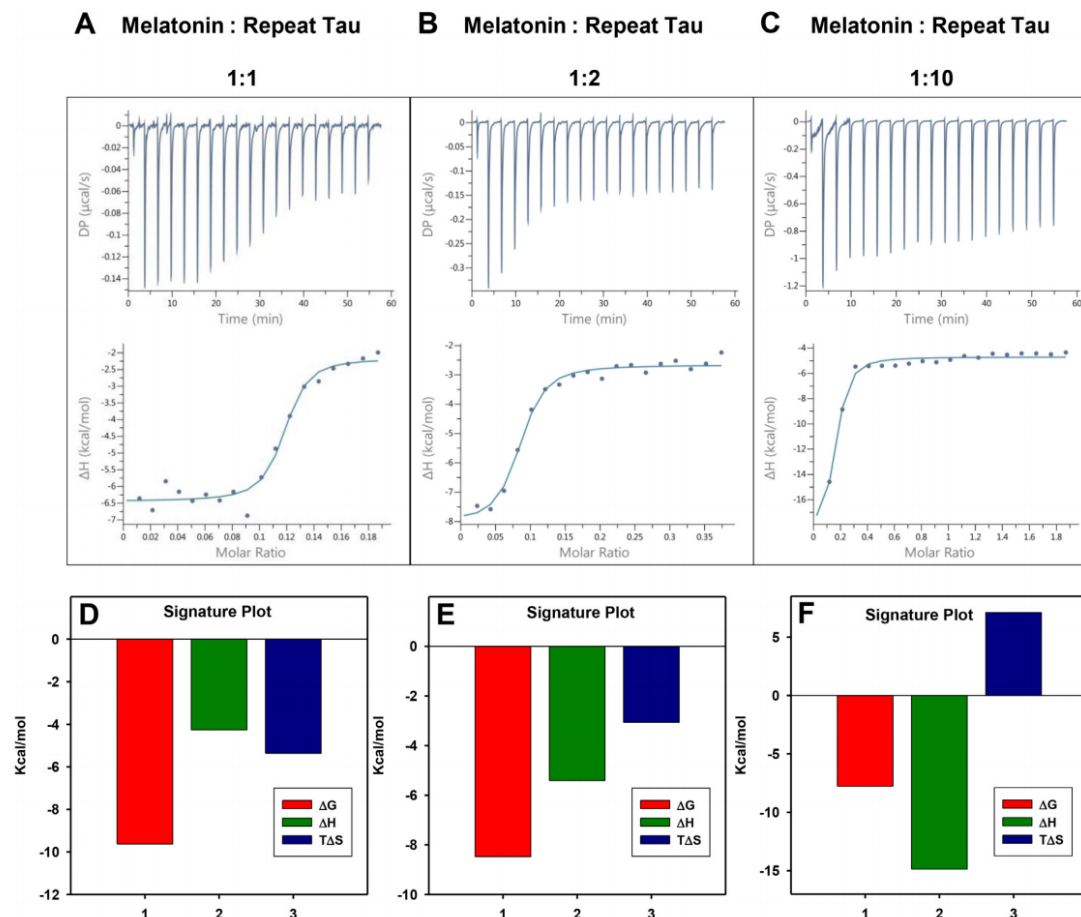 A Melatonin : Repeat Tau
1:1
B Melatonin : Repeat Tau
1:2
C Melatonin : Repeat Tau
1:10
0
-0.02
-0.04
-0.06
-0.08
-0.1
-0.12
-0.14
DP (µcal/s)
0 10 20 30 40 50 60
Time (min)
0
-0.05
-0.1
-0.15
-0.2
-0.25
-0.3
DP (µcal/s)
0 10 20 30 40 50 60
Time (min)
0
-0.2
-0.4
-0.6
-0.8
-1
-1.2
DP (µcal/s)
0 10 20 30 40 50 60
Time (min)
-2
-2.5
-3
-3.5
-4
-4.5
-5
-5.5
-6
-6.5
-7
ΔH (kcal/mol)
0 0.02 0.04 0.06 0.08 0.1 0.12 0.14 0.16 0.18
Molar Ratio
-2
-3
-4
-5
-6
-7
-8
ΔH (kcal/mol)
0 0.05 0.1 0.15 0.2 0.25 0.3 0.35
Molar Ratio
-4
-6
-8
-10
-12
-14
-16
ΔH (kcal/mol)
0 0.2 0.4 0.6 0.8 1 1.2 1.4 1.6 1.8
Molar Ratio
D Signature Plot
0
-2
-4
-6
-8
-10
-12
Kcal/mol
ΔG
ΔH
TΔS
1 2 3
E Signature Plot
0
-2
-4
-6
-8
-10
Kcal/mol
ΔG
ΔH
TΔS
1 2 3
F Signature Plot
5
0
-5
-10
-15
Kcal/mol
ΔG
ΔH
TΔS
1 2 3